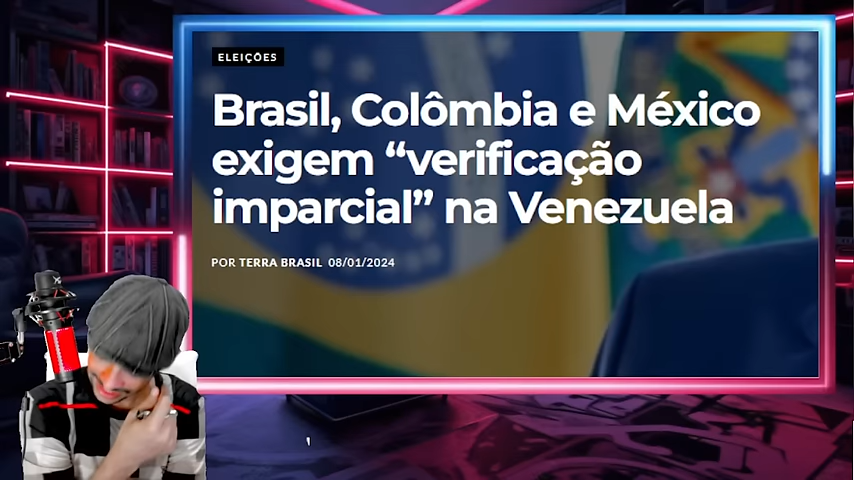 ELEIÇÕES
Brasil, Colômbia e México
exigem “verificação
imparcial” na Venezuela
POR TERRA BRASIL 08/01/2024